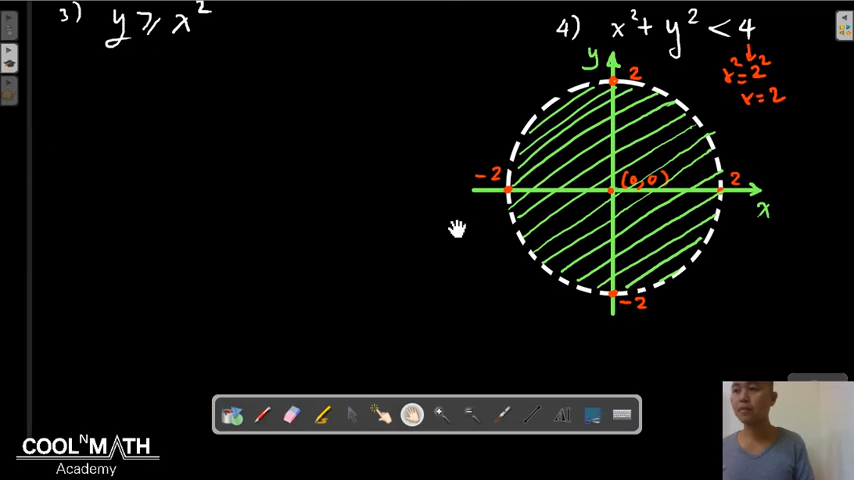 3) y ⩾ x²
4) x² + y² < 4
r² = 2²
r = 2
y
2
-2
(0,0)
2
x
-2
COOL N MATH
Academy